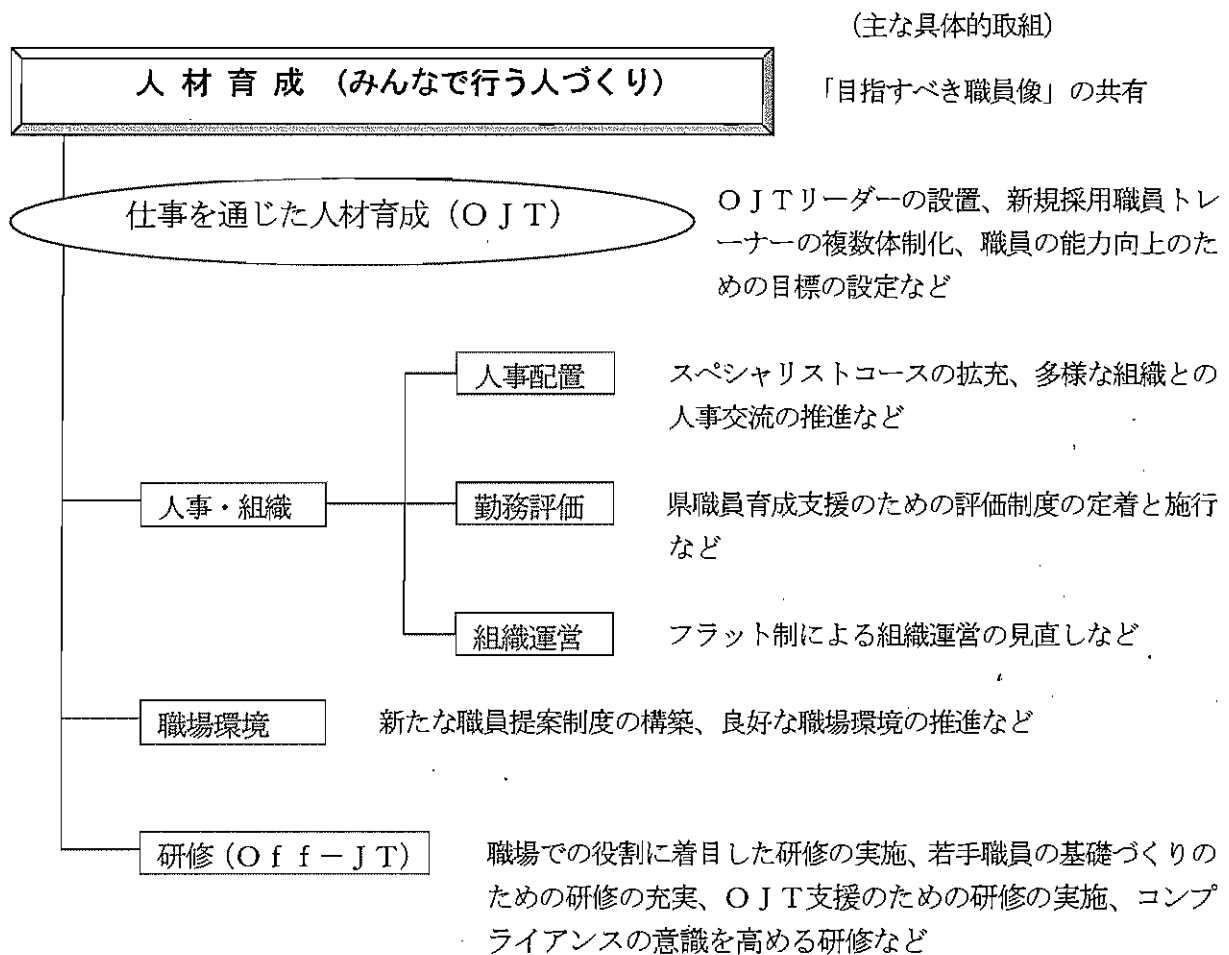 (主な具体的取組)
人 材 育 成 (みんなで行う人づくり)
「目指すべき職員像」の共有
仕事を通じた人材育成(OJT)
OJTリーダーの設置、新規採用職員トレ
ーナーの複数体制化、職員の能力向上のた
めの目標の設定など
人事配置
スペシャリストコースの拡充、多様な組織との
人事交流の推進など
人事・組織
勤務評価
県職員育成支援のための評価制度の定着と施行
など
組織運営
フラット制による組織運営の見直しなど
職場環境
新たな職員提案制度の構築、良好な職場環境の推進など
研修(Off-JT)
職場での役割に着目した研修の実施、若手職員の基礎づくりの
ための研修の充実、OJT支援のための研修の実施、コンプ
ライアンスの意識を高める研修など